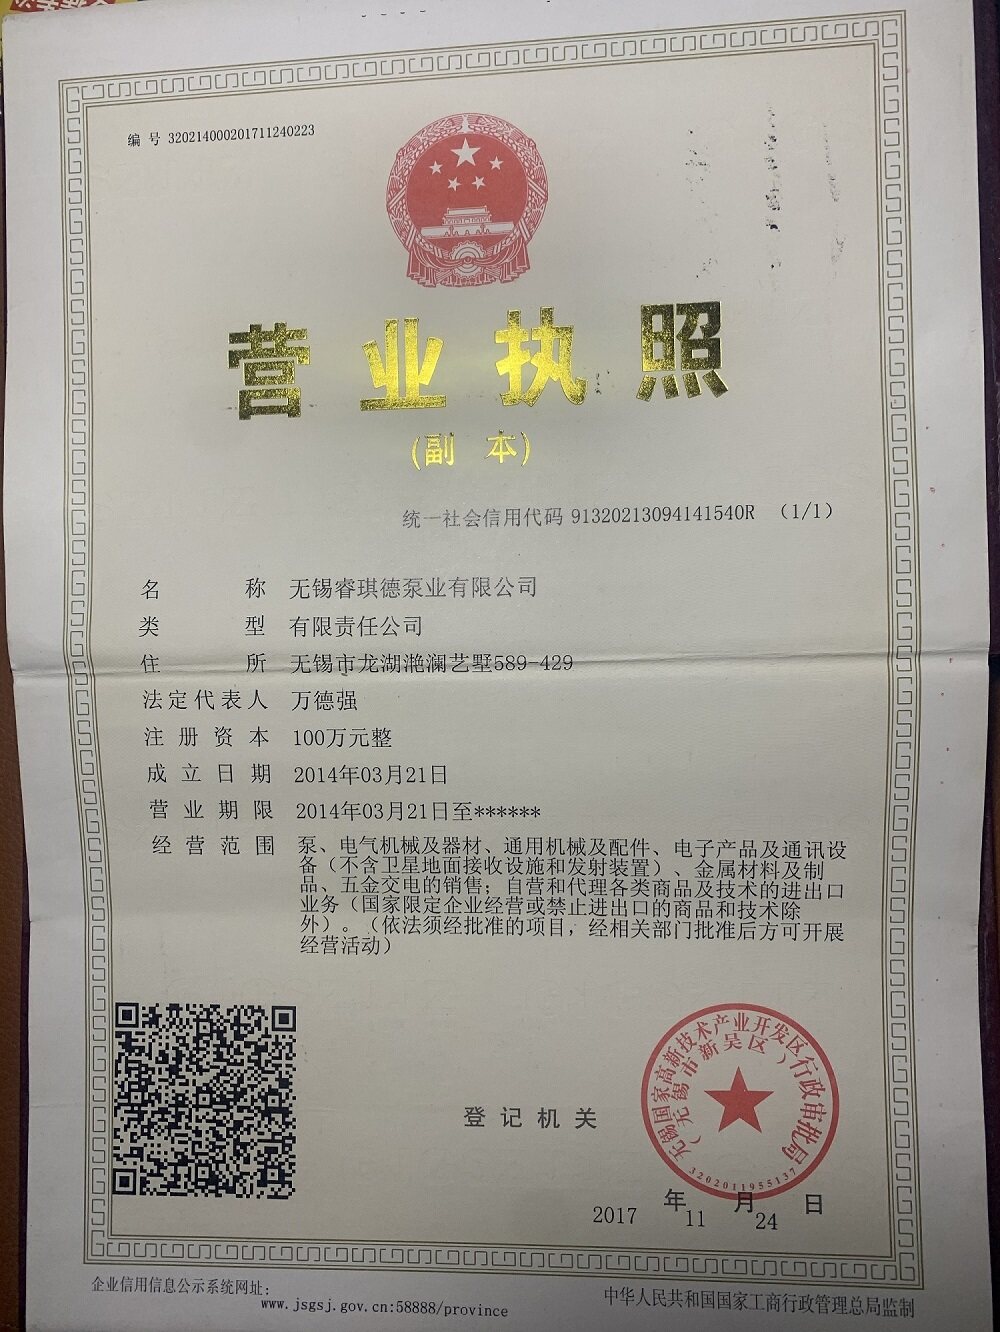 编 号 320214000201711240223
营业执照
(副 本)
统一社会信用代码 91320213094141540R （1/1）
名 称 无锡睿琪德泵业有限公司
类 型 有限责任公司
住 所 无锡市龙湖滟澜艺墅589-429
法定代表人 万德强
注 册 资 本 100万元整
成 立 日 期 2014年03月21日
营 业 期 限 2014年03月21日至******
经 营 范 围 泵、电气机械及器材、通用机械及配件、电子产品及通讯设
备（不含卫星地面接收设施和发射装置）、金属材料及制
品、五金交电的销售；自营和代理各类商品及技术的进出口
业务（国家限定企业经营或禁止进出口的商品和技术除
外）。（依法须经批准的项目，经相关部门批准后方可开展
经营活动）
无锡国家高新技术产业开发区行政审批局
（无锡市新吴区）
3202011955137
登 记 机 关
2017 年 11 月 24 日
企业信用信息公示系统网址：
www.jsgsj.gov.cn:58888/province
中华人民共和国国家工商行政管理总局监制